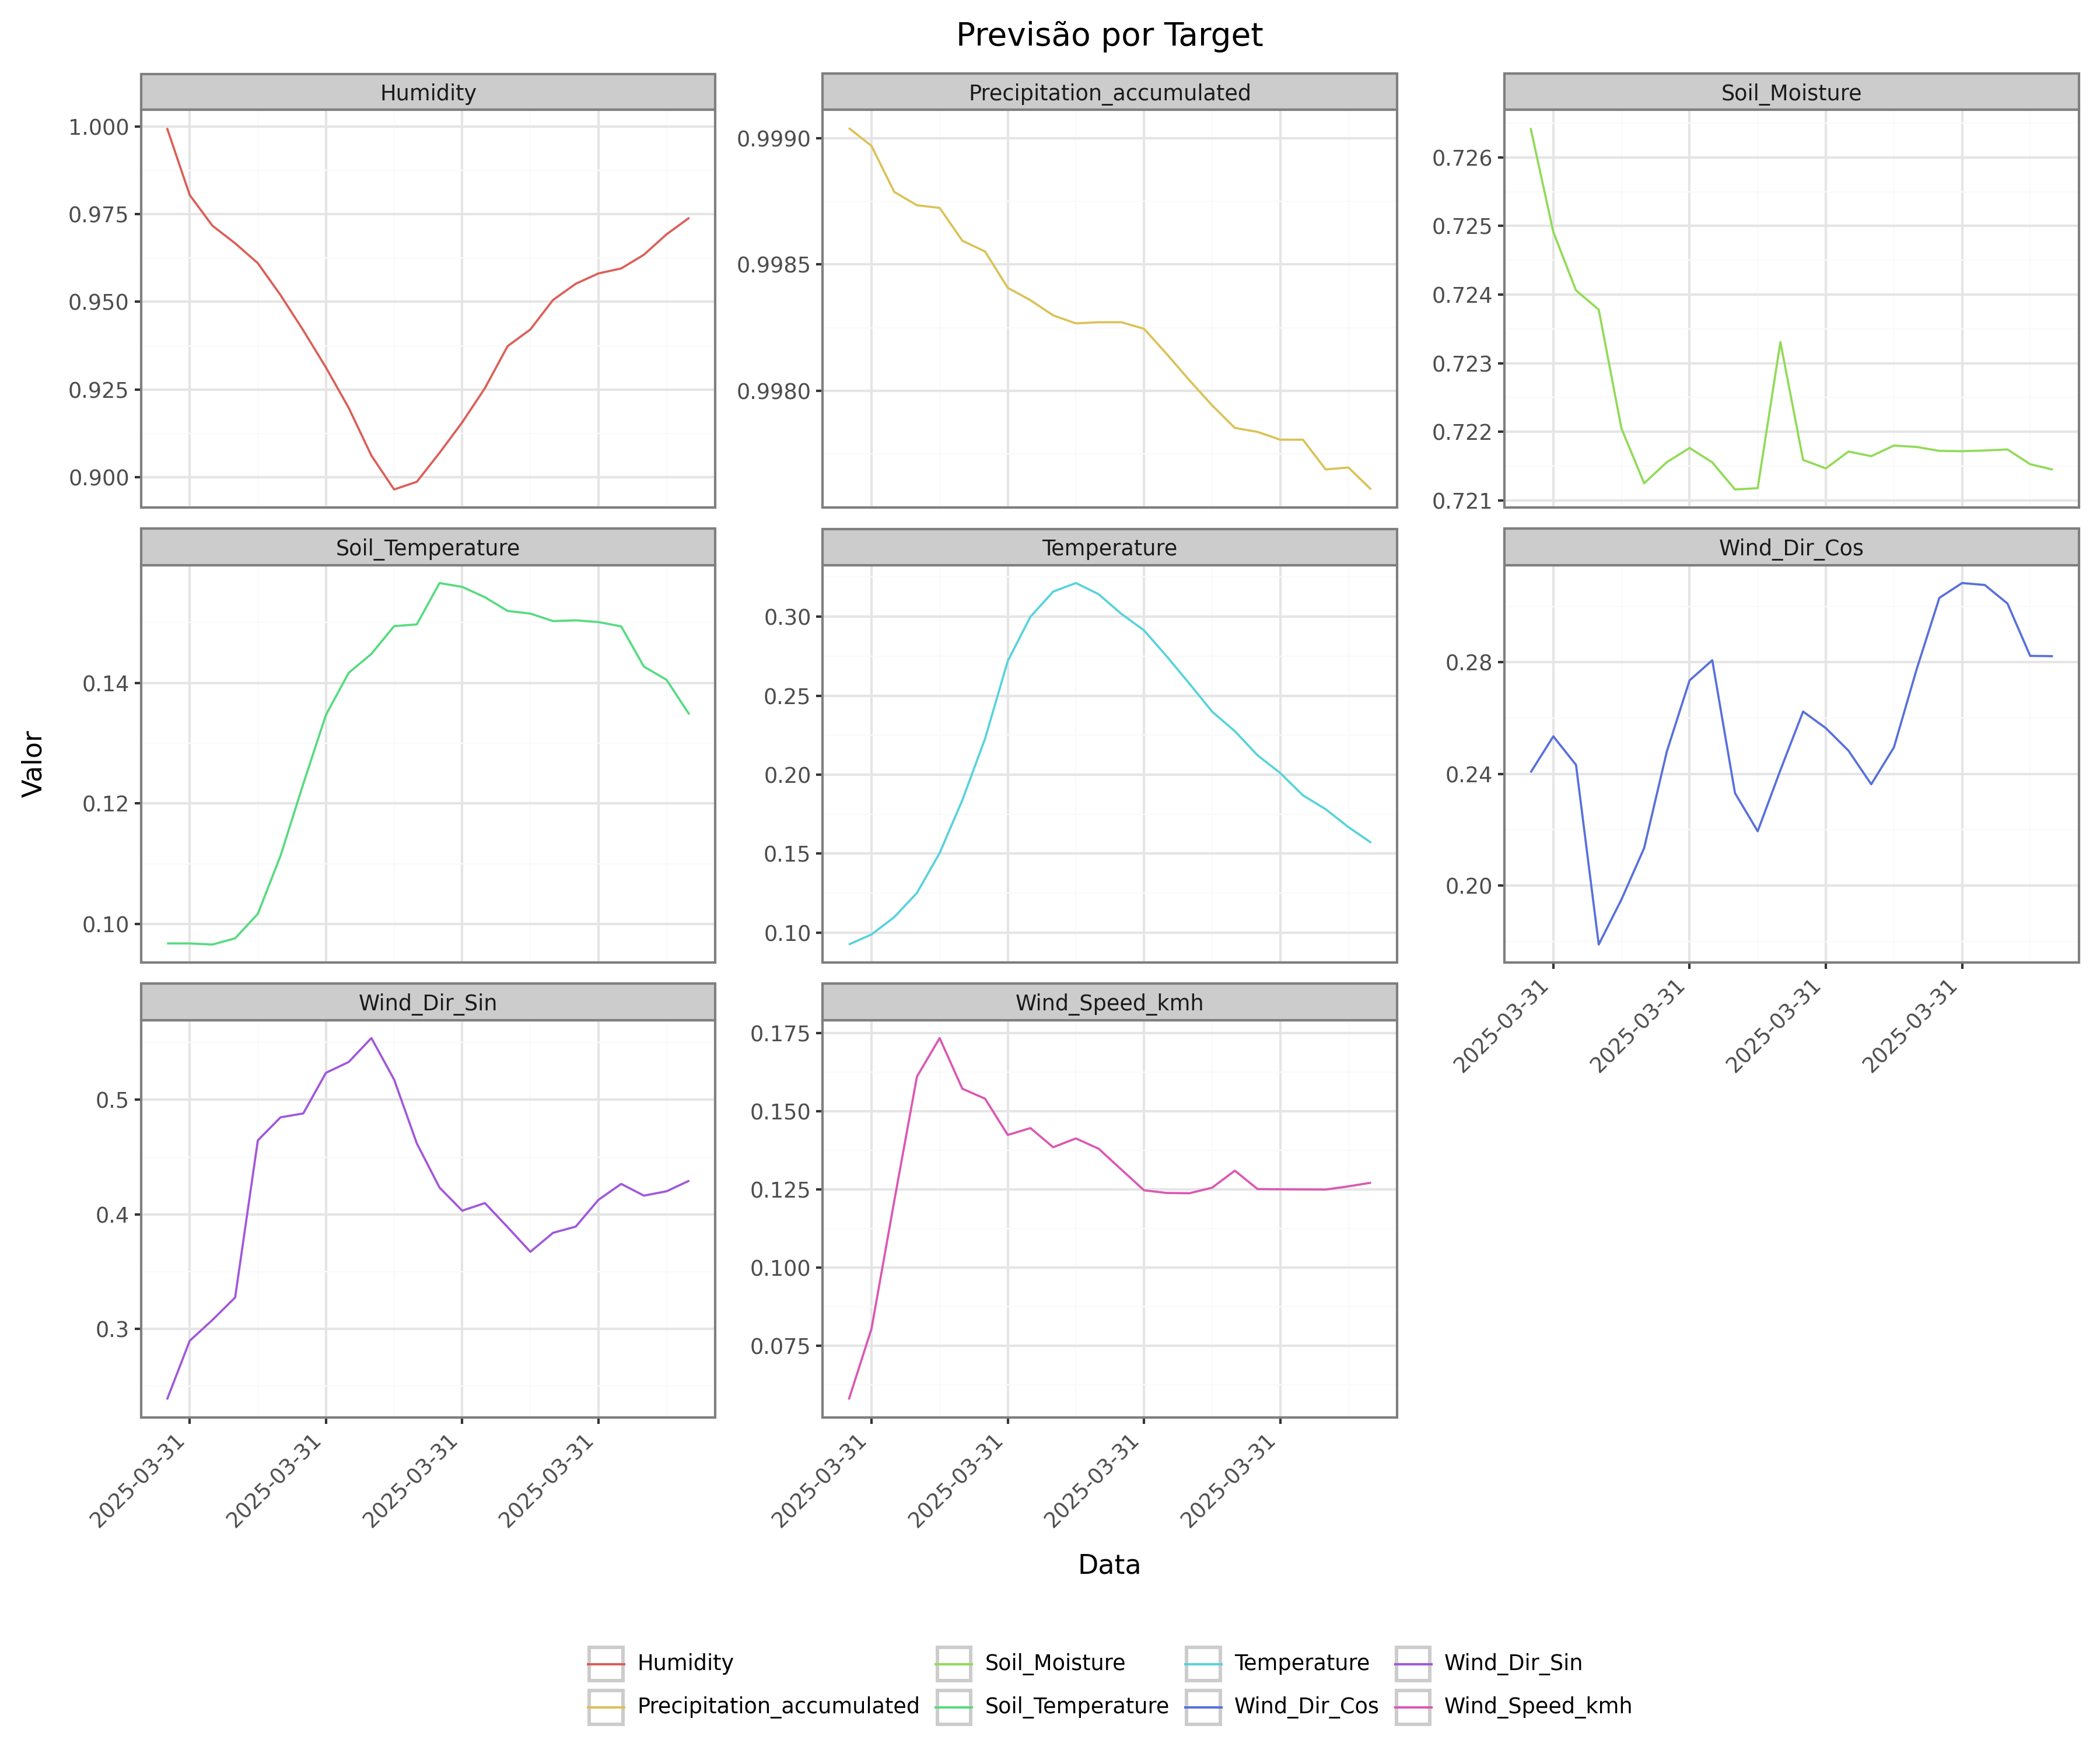 Previsão por Target
Humidity
1.000
0.975
0.950
0.925
0.900
Precipitation_accumulated
0.9990
0.9985
0.9980
Soil_Moisture
0.726
0.725
0.724
0.723
0.722
0.721
Soil_Temperature
0.14
0.12
0.10
Temperature
0.30
0.25
0.20
0.15
0.10
Wind_Dir_Cos
0.28
0.24
0.20
2025-03-31
2025-03-31
2025-03-31
2025-03-31
Valor
Wind_Dir_Sin
0.5
0.4
0.3
2025-03-31
2025-03-31
2025-03-31
2025-03-31
Wind_Speed_kmh
0.175
0.150
0.125
0.100
0.075
2025-03-31
2025-03-31
2025-03-31
2025-03-31
Data
Humidity
Precipitation_accumulated
Soil_Moisture
Soil_Temperature
Temperature
Wind_Dir_Cos
Wind_Dir_Sin
Wind_Speed_kmh